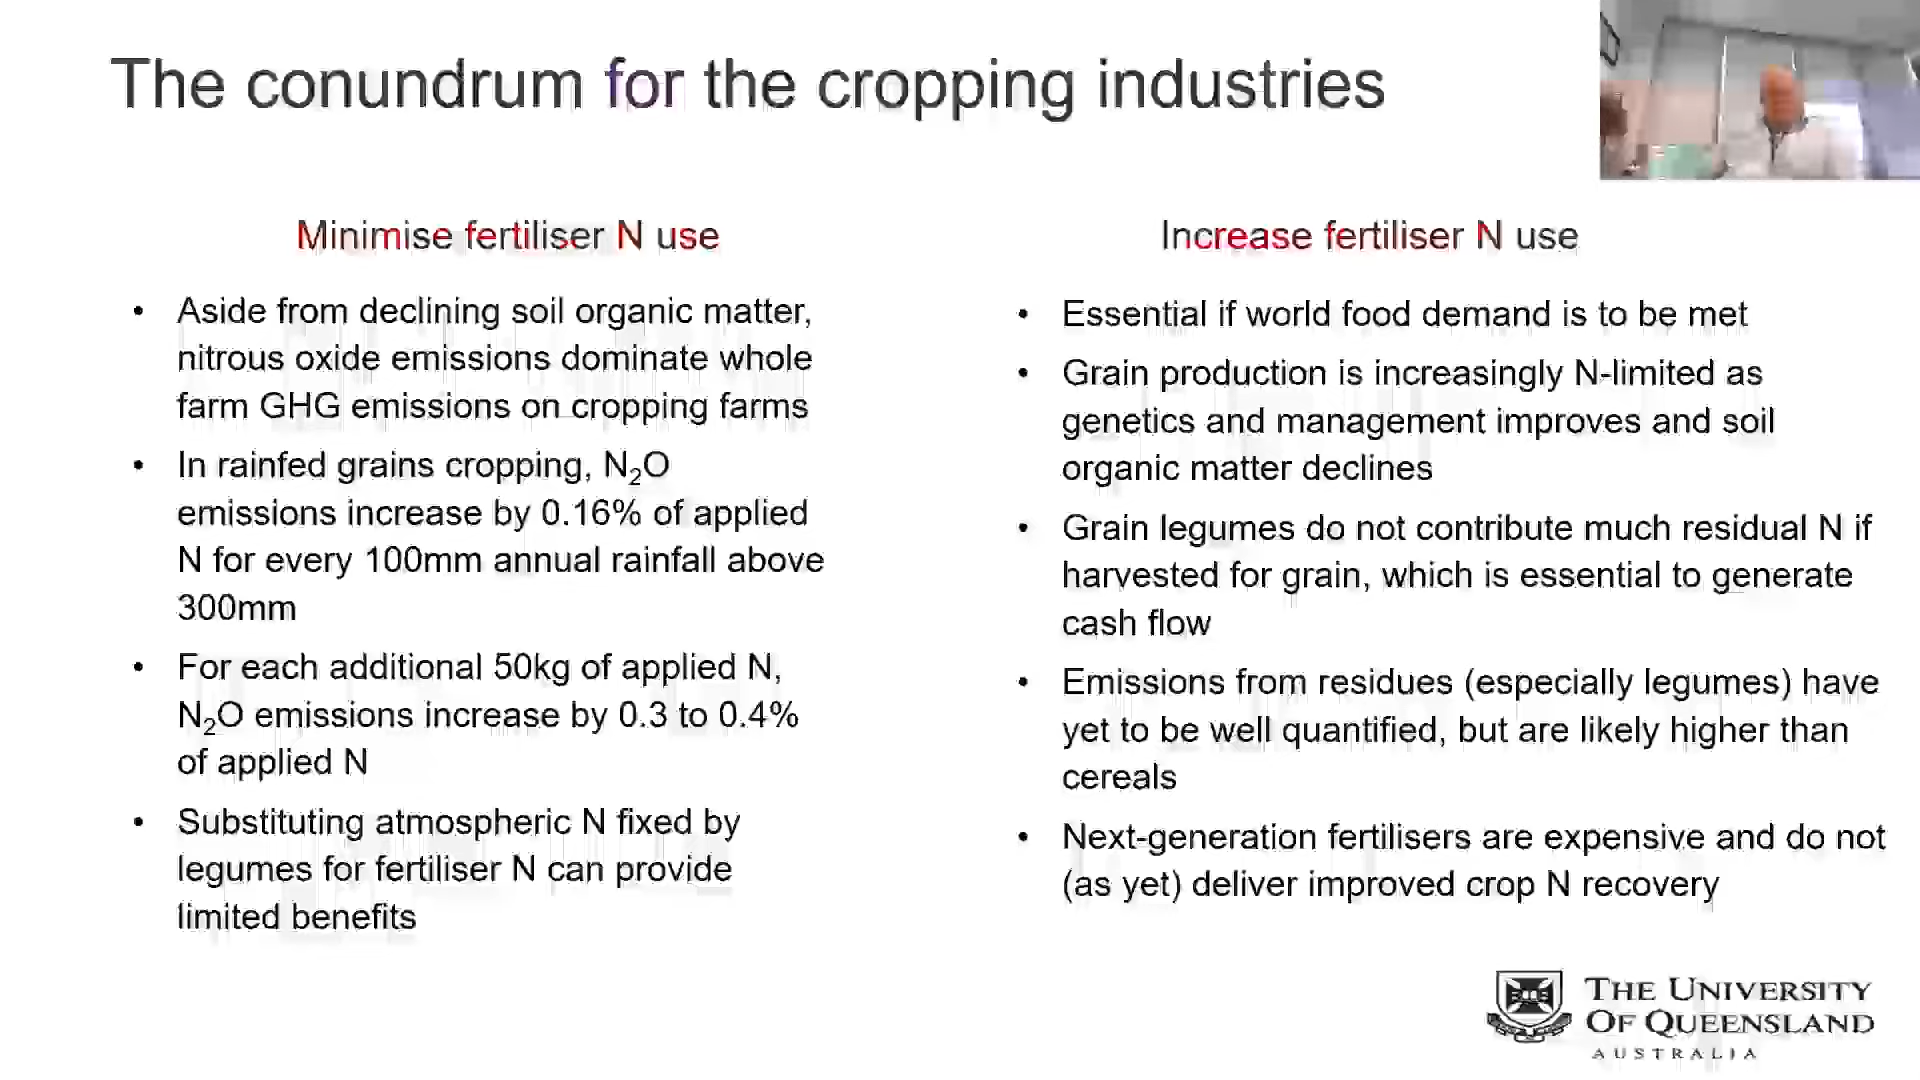 The conundrum for the cropping industries
Minimise fertiliser N use
• Aside from declining soil organic matter,
nitrous oxide emissions dominate whole
farm GHG emissions on cropping farms
• In rainfed grains cropping, N₂O
emissions increase by 0.16% of applied
N for every 100mm annual rainfall above
300mm
• For each additional 50kg of applied N,
N₂O emissions increase by 0.3 to 0.4%
of applied N
• Substituting atmospheric N fixed by
legumes for fertiliser N can provide
limited benefits
Increase fertiliser N use
• Essential if world food demand is to be met
• Grain production is increasingly N-limited as
genetics and management improves and soil
organic matter declines
• Grain legumes do not contribute much residual N if
harvested for grain, which is essential to generate
cash flow
• Emissions from residues (especially legumes) have
yet to be well quantified, but are likely higher than
cereals
• Next-generation fertilisers are expensive and do not
(as yet) deliver improved crop N recovery
THE UNIVERSITY
OF QUEENSLAND
AUSTRALIA